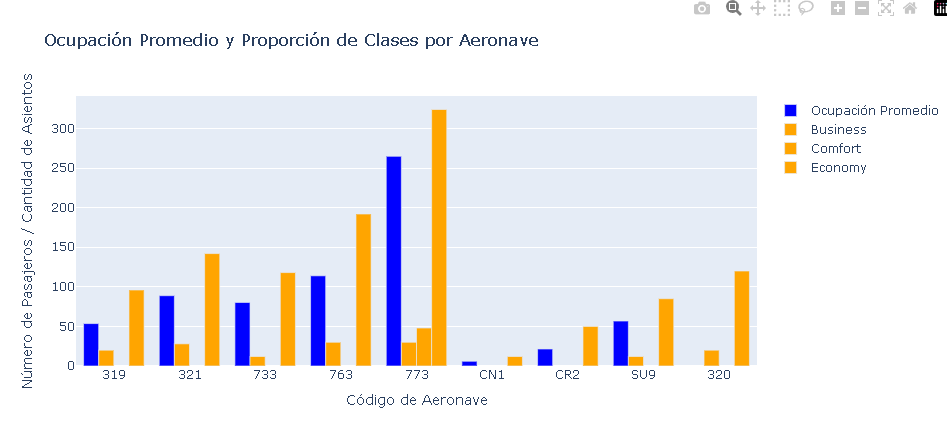 Ocupación Promedio y Proporción de Clases por Aeronave
Número de Pasajeros / Cantidad de Asientos
300
250
200
150
100
50
0
319
321
733
763
773
CN1
CR2
SU9
320
Código de Aeronave
Ocupación Promedio
Business
Comfort
Economy